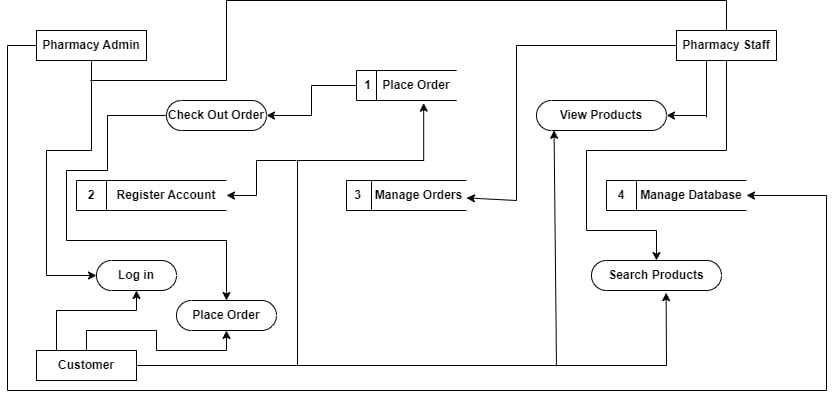 Pharmacy Admin
Pharmacy Staff
1 Place Order
Check Out Order
View Products
2 Register Account
3 Manage Orders
4 Manage Database
Log in
Search Products
Place Order
Customer